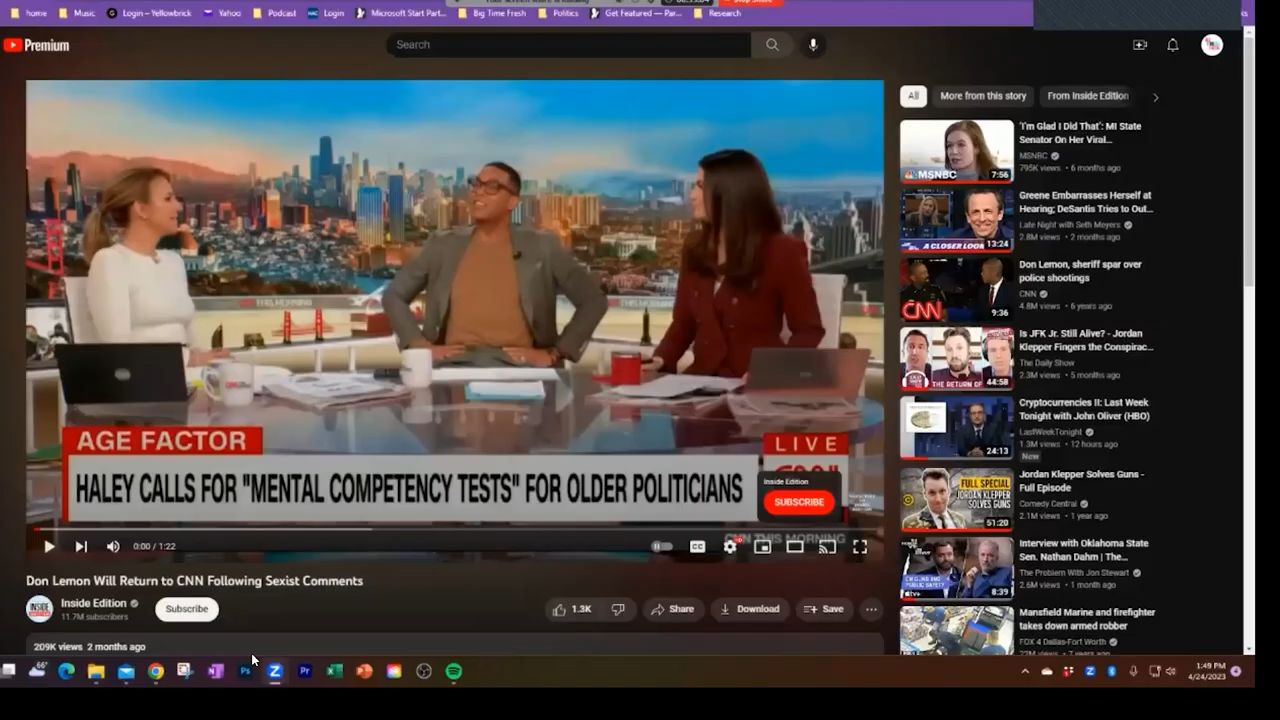 home
Music
Login – Yellowbrick
Yahoo
Podcast
Login
Microsoft Start Part...
Big Time Fresh
Politics
Get Featured — Par...
Research
Premium
Search
All
More from this story
From Inside Edition
AGE FACTOR
LIVE
HALEY CALLS FOR "MENTAL COMPETENCY TESTS" FOR OLDER POLITICIANS
Inside Edition
SUBSCRIBE
CNN THIS MORNING
0:00 / 1:22
CC
Don Lemon Will Return to CNN Following Sexist Comments
Inside Edition
11.7M subscribers
Subscribe
1.3K
Share
Download
Save
209K views 2 months ago
MSNBC
7:56
'I'm Glad I Did That': MI State
Senator On Her Viral...
MSNBC
795K views • 6 months ago
A CLOSER LOOK
13:24
Greene Embarrasses Herself at
Hearing; DeSantis Tries to Out...
Late Night with Seth Meyers
2.8M views • 2 months ago
CNN
9:36
Don Lemon, sheriff spar over
police shootings
CNN
4.8M views • 6 years ago
THE RETURN OF
44:58
Is JFK Jr. Still Alive? - Jordan
Klepper Fingers the Conspirac...
The Daily Show
2.3M views • 5 months ago
24:13
Cryptocurrencies II: Last Week
Tonight with John Oliver (HBO)
LastWeekTonight
1.3M views • 12 hours ago
New
FULL SPECIAL
JORDAN KLEPPER
SOLVES GUNS
51:20
Jordan Klepper Solves Guns -
Full Episode
Comedy Central
2.1M views • 1 year ago
8:39
Interview with Oklahoma State
Sen. Nathan Dahm | The...
The Problem With Jon Stewart
2.6M views • 1 month ago
Mansfield Marine and firefighter
takes down armed robber
FOX 4 Dallas-Fort Worth
66°
1:49 PM
4/24/2023